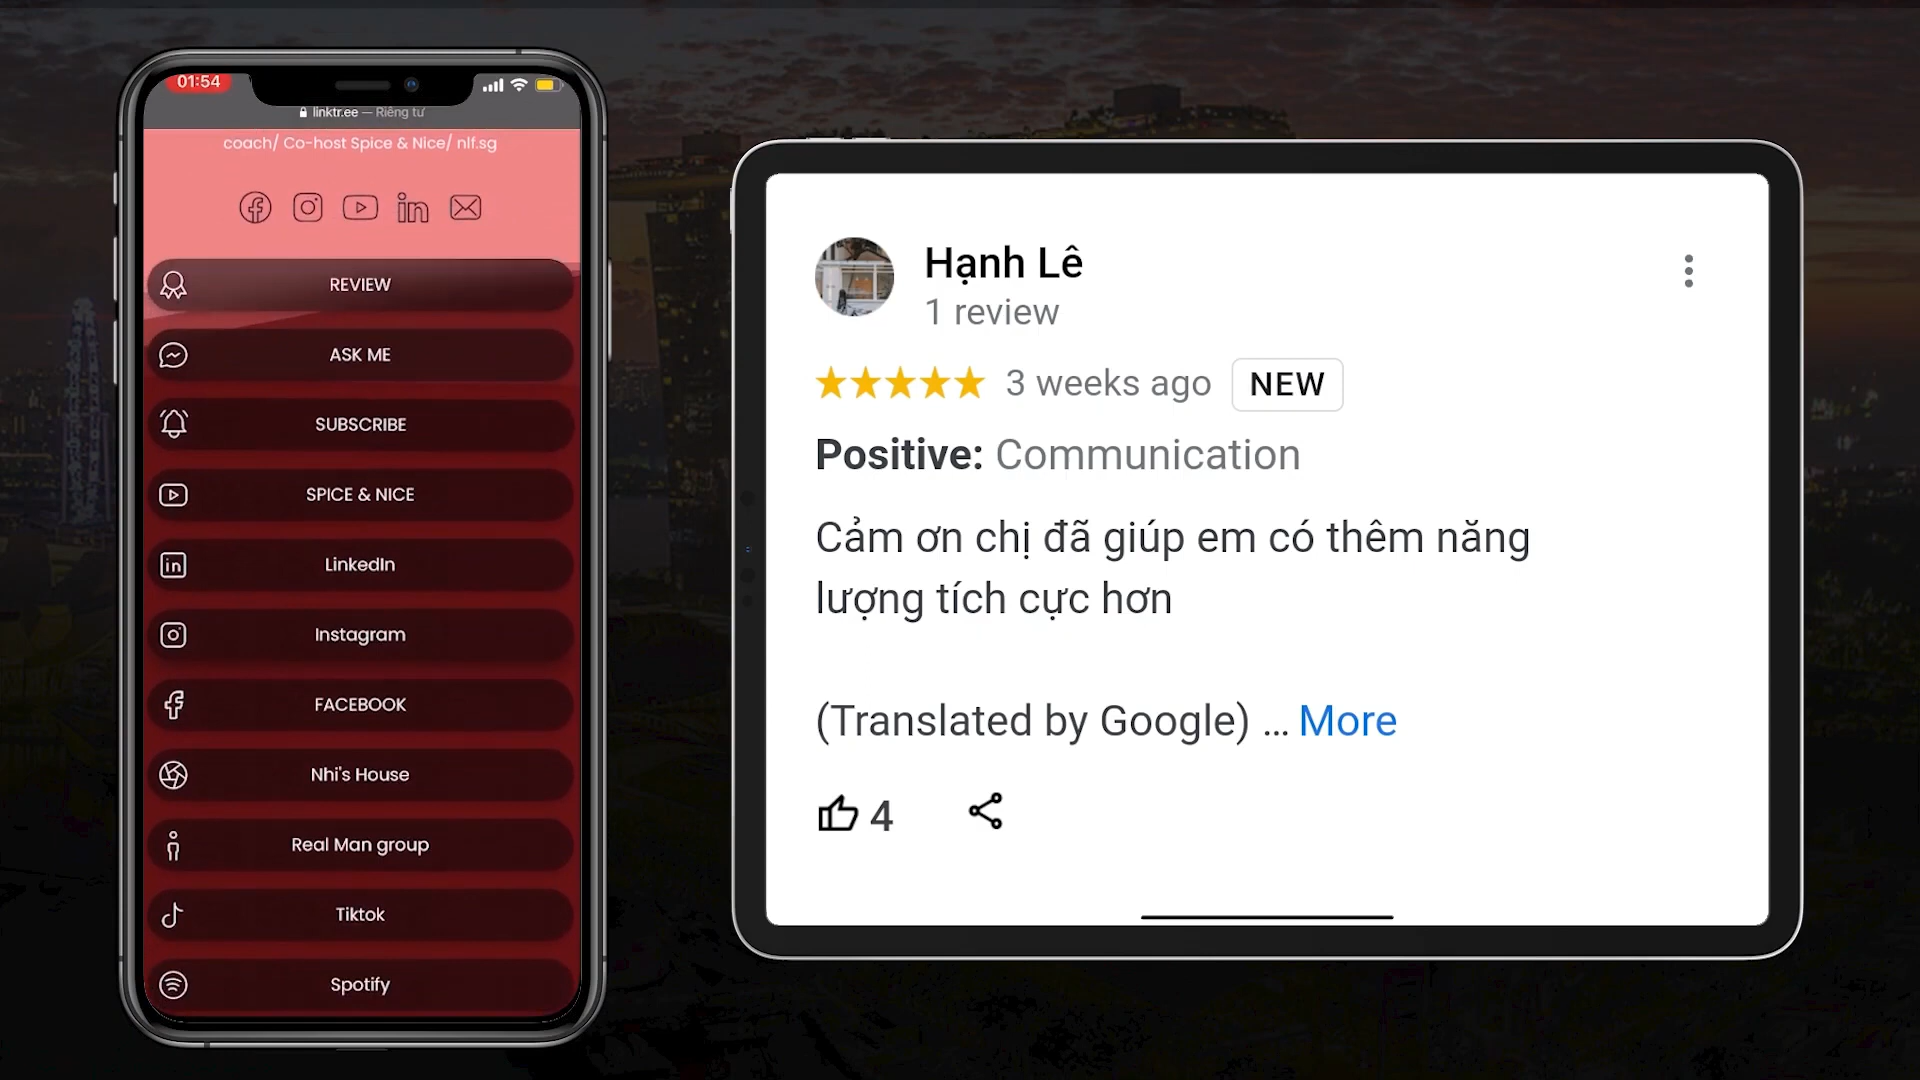 01:54
linktr.ee — Riêng tư
coach/ Co-host Spice & Nice/ nlf.sg
REVIEW
ASK ME
SUBSCRIBE
SPICE & NICE
LinkedIn
Instagram
FACEBOOK
Nhi's House
Real Man group
Tiktok
Spotify
Hạnh Lê
1 review
3 weeks ago NEW
Positive: Communication
Cảm ơn chị đã giúp em có thêm năng
lượng tích cực hơn
(Translated by Google) ... More
4